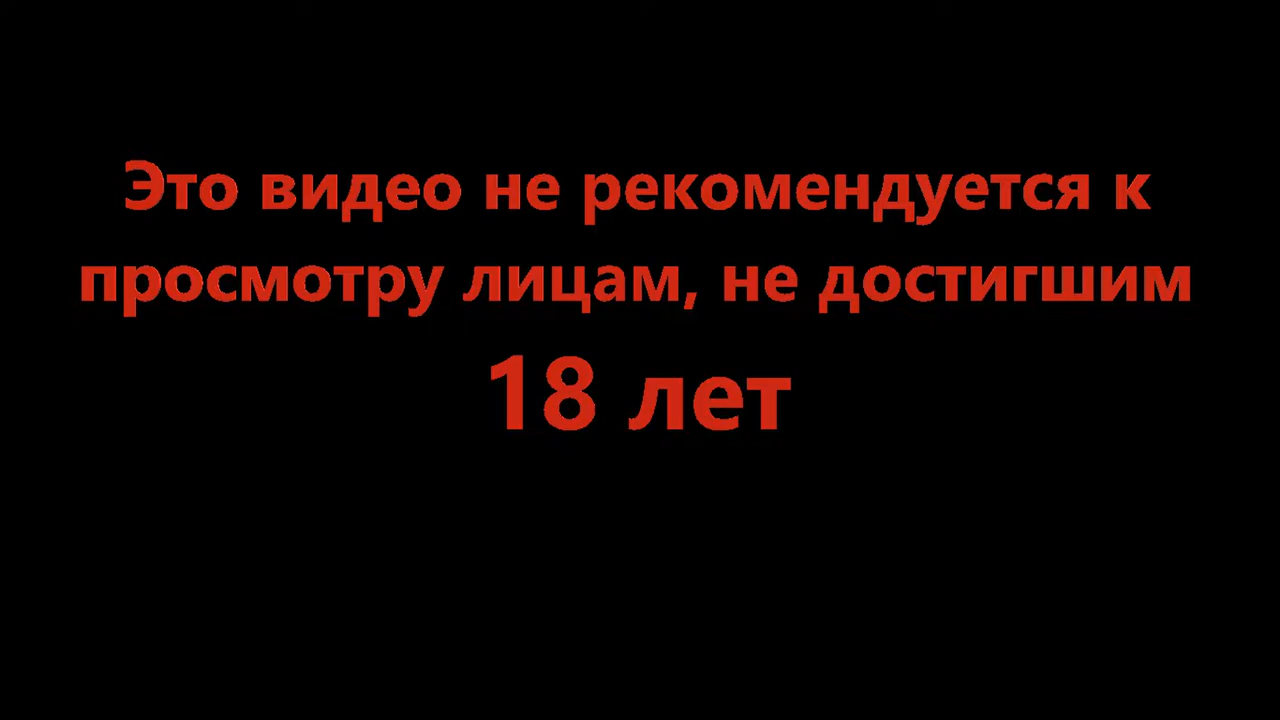 Это видео не рекомендуется к
просмотру лицам, не достигшим
18 лет